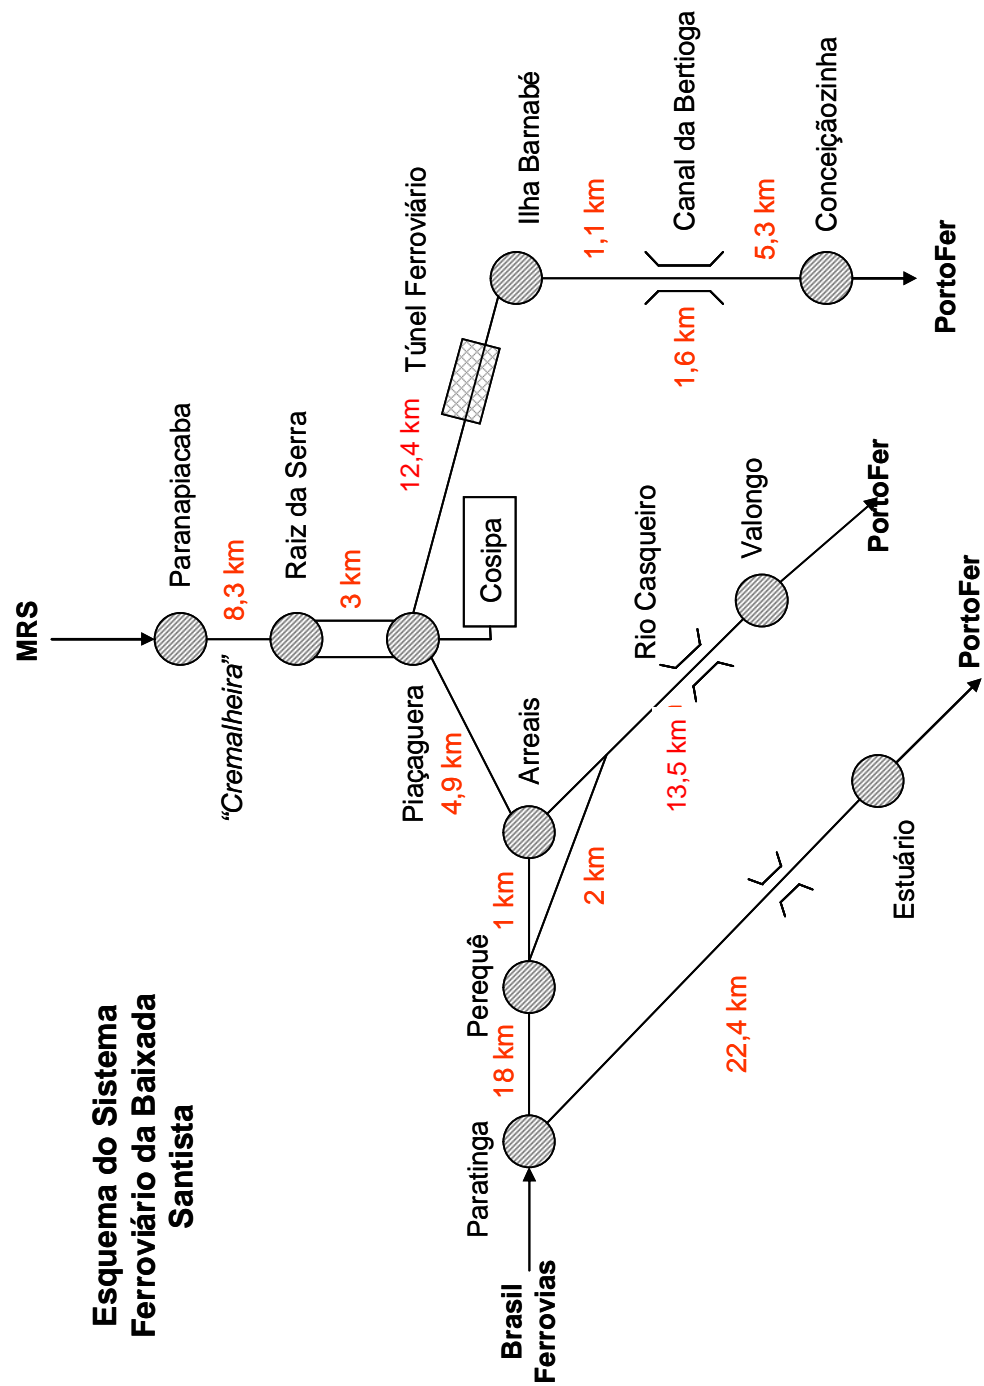 Esquema do Sistema
Ferroviário da Baixada
Santista
MRS
Paranapiacaba
8,3 km
“Cremalheira”
Raiz da Serra
3 km
Piaçaguera
Cosipa
12,4 km
Túnel Ferroviário
Ilha Barnabé
1,1 km
Canal da Bertioga
1,6 km
5,3 km
Conceiçãozinha
PortoFer
4,9 km
Arreais
1 km
Perequê
2 km
18 km
Paratinga
Brasil
Ferrovias
Rio Casqueiro
13,5 km
Valongo
PortoFer
22,4 km
Estuário
PortoFer